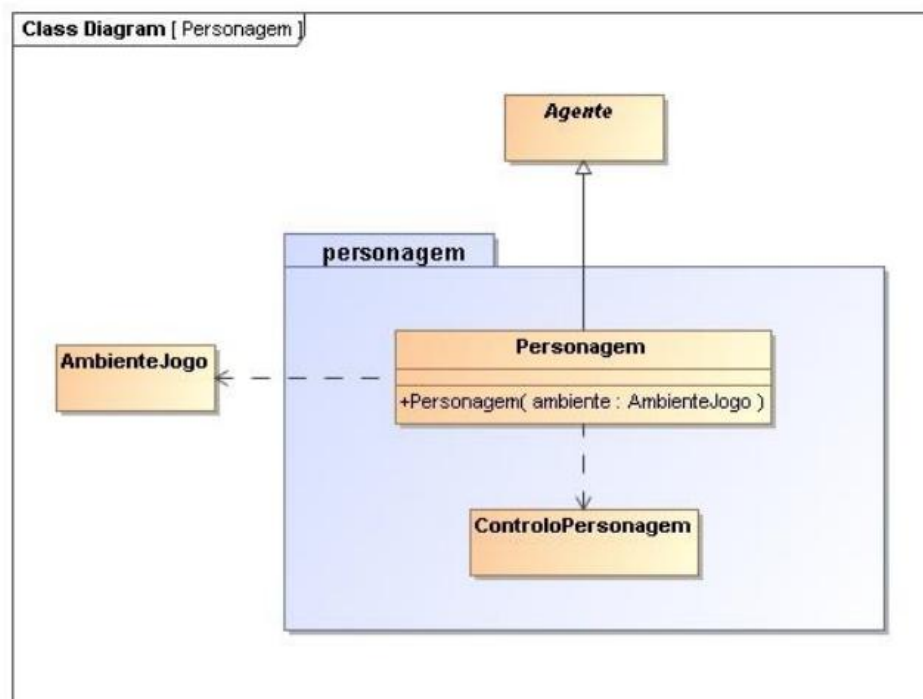 Class Diagram [ Personagem ]
Agente
personagem
AmbienteJogo
Personagem
+Personagem( ambiente : AmbienteJogo )
ControloPersonagem